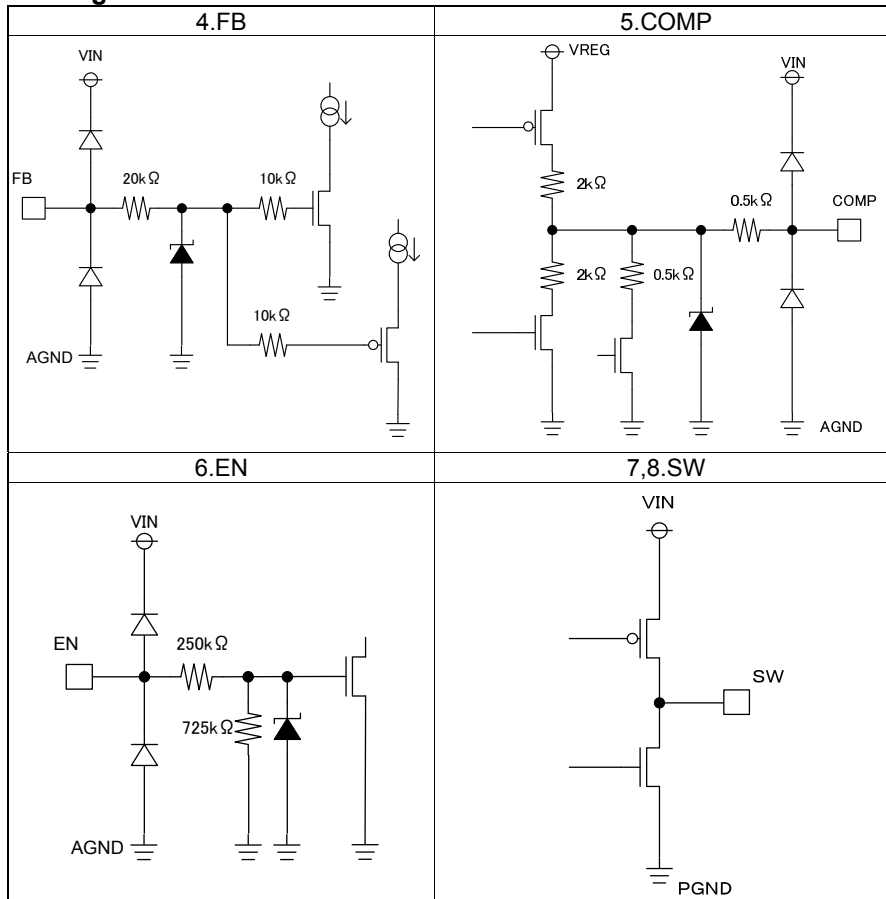 4.FB
5.COMP
VIN
FB
20kΩ
10kΩ
10kΩ
AGND
VREG
VIN
2kΩ
0.5kΩ
COMP
2kΩ
0.5kΩ
AGND
6.EN
7,8.SW
VIN
EN
250kΩ
725kΩ
AGND
VIN
SW
PGND